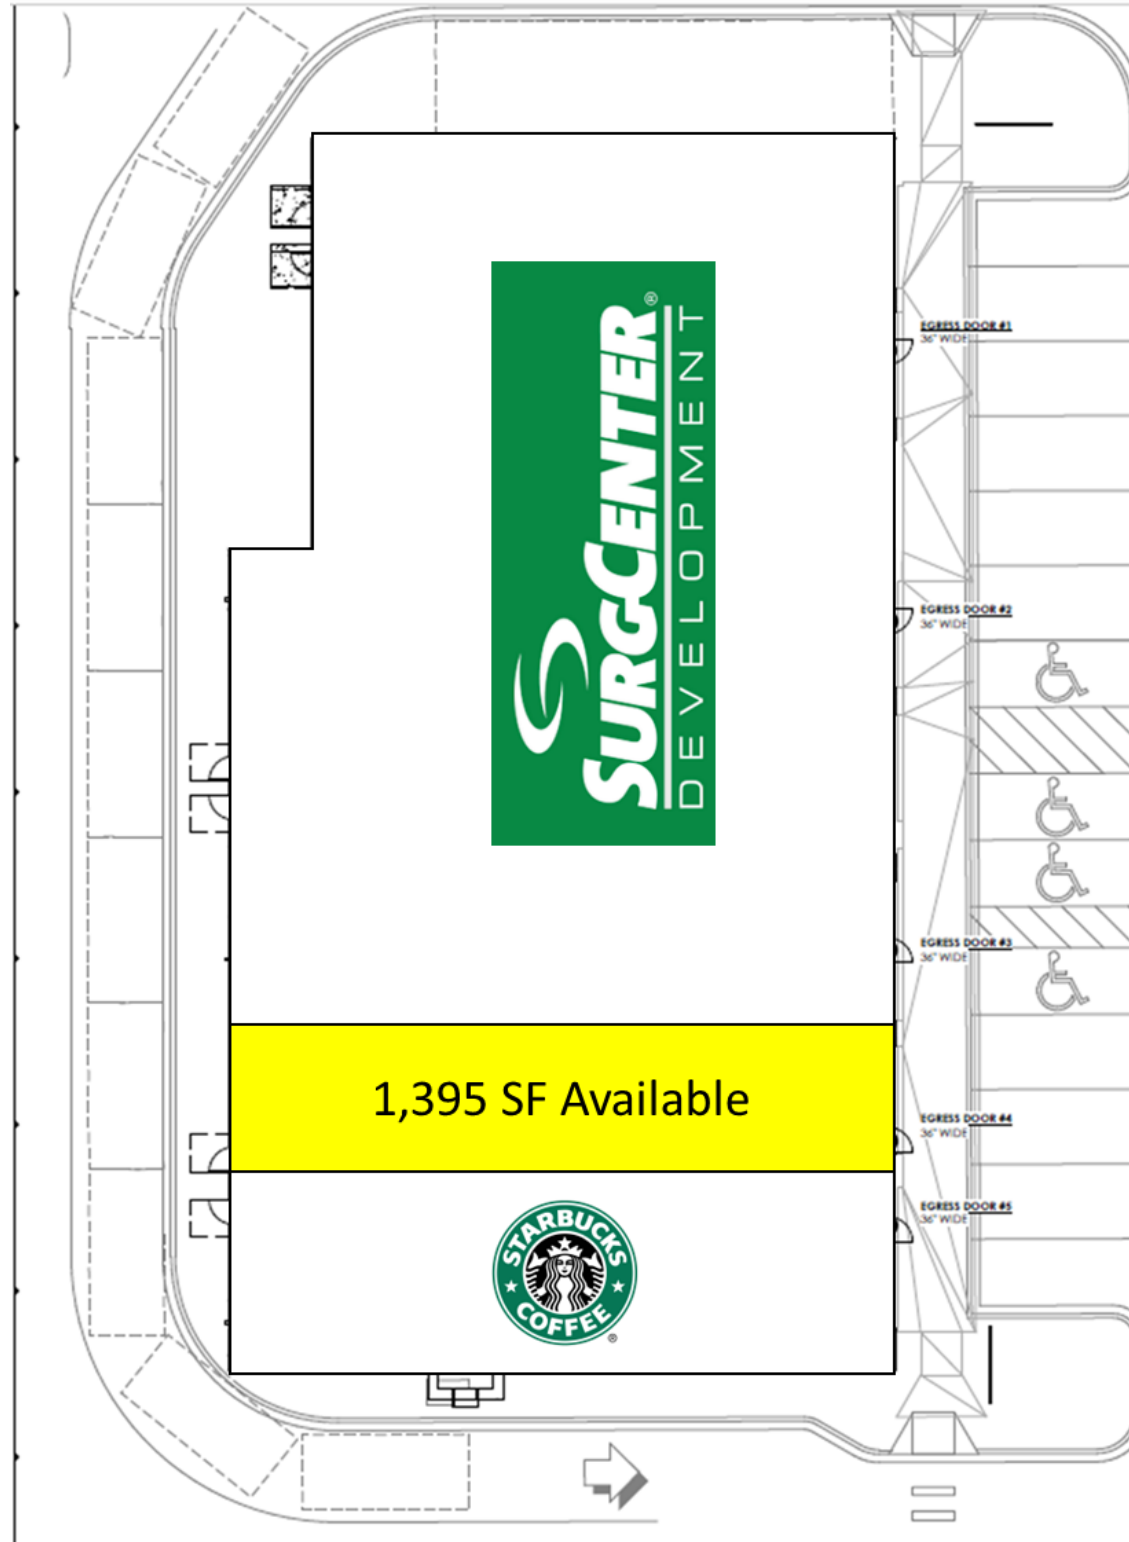 SURGCENTER®
DEVELOPMENT
EGRESS DOOR #1
36" WIDE
EGRESS DOOR #2
36" WIDE
EGRESS DOOR #3
36" WIDE
1,395 SF Available
EGRESS DOOR #4
36" WIDE
EGRESS DOOR #5
36" WIDE
STARBUCKS
COFFEE
®